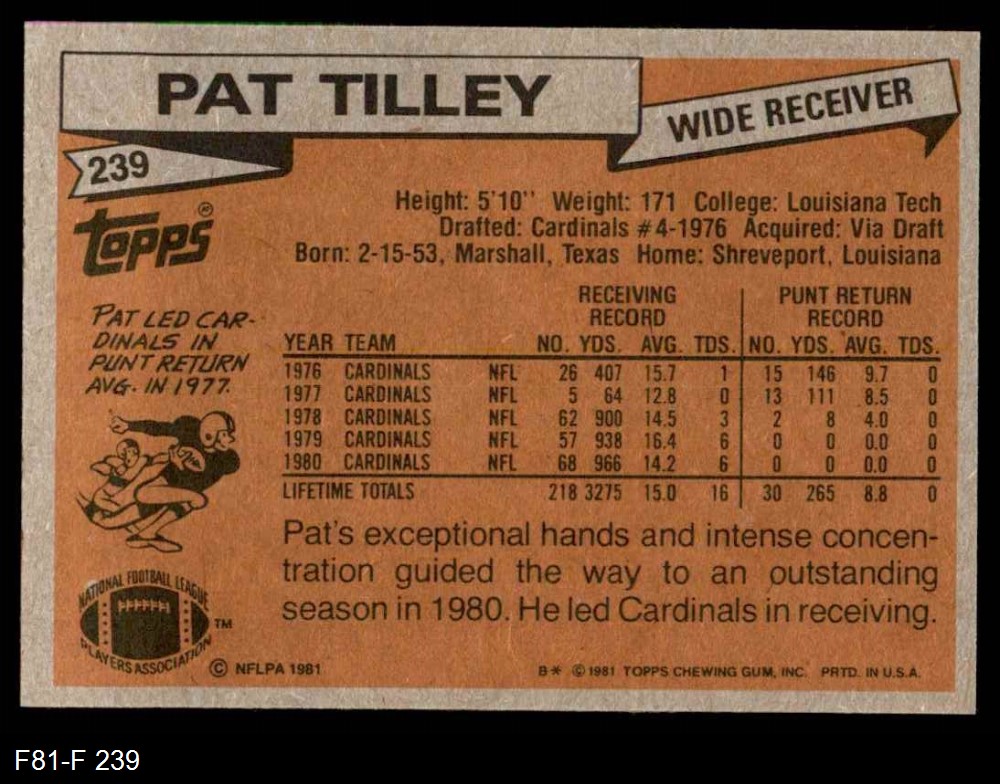 PAT TILLEY
WIDE RECEIVER
239
Topps®
Height: 5'10" Weight: 171 College: Louisiana Tech
Drafted: Cardinals #4-1976 Acquired: Via Draft
Born: 2-15-53, Marshall, Texas Home: Shreveport, Louisiana
PAT LED CAR-
DINALS IN
PUNT RETURN
AVG. IN 1977.
RECEIVING RECORD PUNT RETURN RECORD
YEAR TEAM NO. YDS. AVG. TDS. NO. YDS. AVG. TDS.
1976 CARDINALS NFL 26 407 15.7 1 15 146 9.7 0
1977 CARDINALS NFL 5 64 12.8 0 13 111 8.5 0
1978 CARDINALS NFL 62 900 14.5 3 2 8 4.0 0
1979 CARDINALS NFL 57 938 16.4 6 0 0 0.0 0
1980 CARDINALS NFL 68 966 14.2 6 0 0 0.0 0
LIFETIME TOTALS 218 3275 15.0 16 30 265 8.8 0
Pat's exceptional hands and intense concen-
tration guided the way to an outstanding
season in 1980. He led Cardinals in receiving.
NATIONAL FOOTBALL LEAGUE
PLAYERS ASSOCIATION TM
© NFLPA 1981
B* © 1981 TOPPS CHEWING GUM, INC. PRTD. IN U.S.A.
F81-F 239